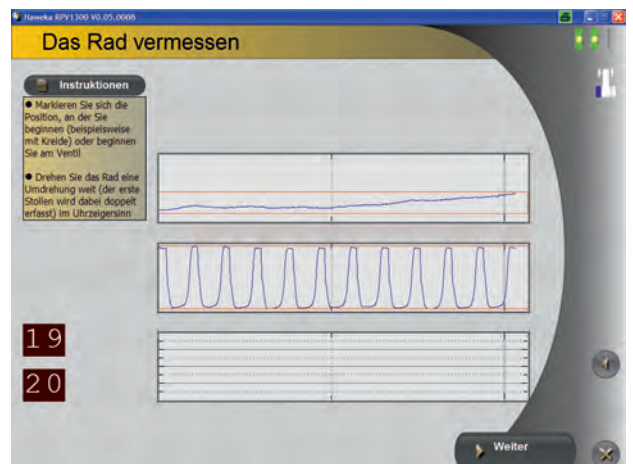 Haweka RPV1300 V0.05.0006
Das Rad vermessen
Instruktionen
● Markieren Sie sich die
Position, an der Sie
beginnen (beispielsweise
mit Kreide) oder beginnen
Sie am Ventil
● Drehen Sie das Rad eine
Umdrehung weit (der erste
Stollen wird dabei doppelt
erfasst) im Uhrzeigersinn
19
20
Weiter